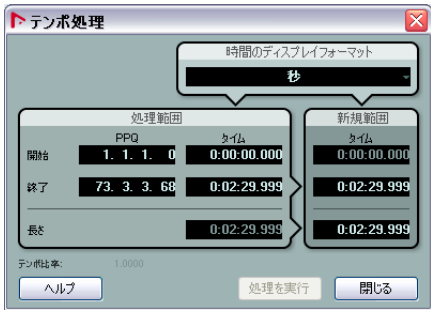 テンポ処理
時間のディスプレイフォーマット
秒
処理範囲 新規範囲
PPQ タイム タイム
開始 1. 1. 1. 0 0:00:00.000 0:00:00.000
終了 73. 3. 3. 68 0:02:29.999 0:02:29.999
長さ 0:02:29.999 0:02:29.999
テンポ比率: 1.0000
ヘルプ 処理を実行 閉じる